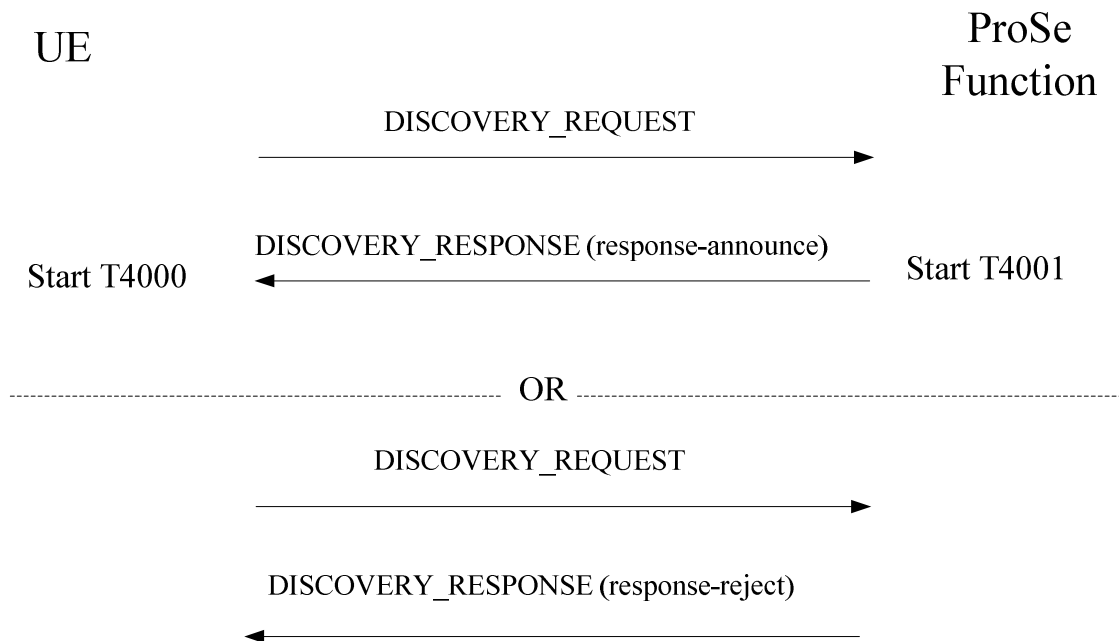 UE
ProSe
Function
DISCOVERY_REQUEST
DISCOVERY_RESPONSE (response-announce)
Start T4000
Start T4001
OR
DISCOVERY_REQUEST
DISCOVERY_RESPONSE (response-reject)